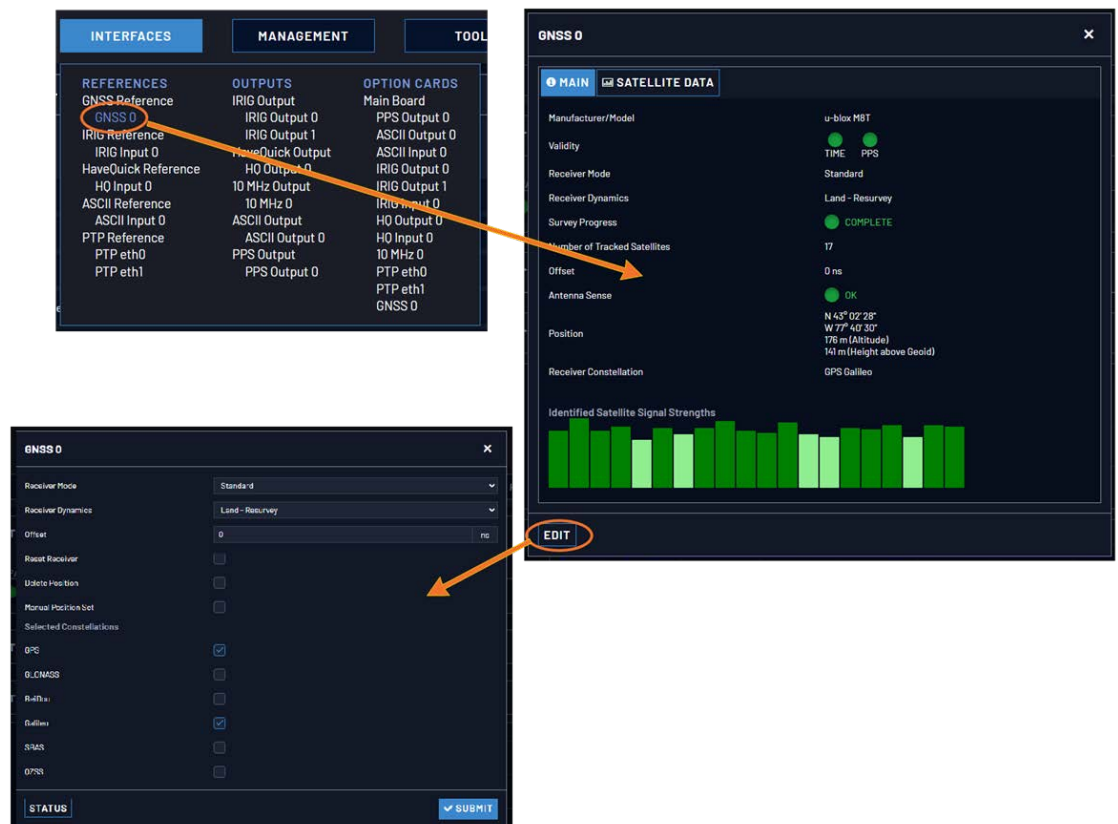 INTERFACES
MANAGEMENT
TOOL
REFERENCES
GNSS Reference
GNSS 0
IRIG Reference
IRIG Input 0
HaveQuick Reference
HQ Input 0
ASCII Reference
ASCII Input 0
PTP Reference
PTP eth0
PTP eth1
OUTPUTS
IRIG Output
IRIG Output 0
IRIG Output 1
HaveQuick Output
HQ Output 0
10 MHz Output
10 MHz 0
ASCII Output
ASCII Output 0
PPS Output
PPS Output 0
OPTION CARDS
Main Board
PPS Output 0
ASCII Output 0
ASCII Input 0
IRIG Output 0
IRIG Output 1
IRIG Input 0
HQ Output 0
HQ Input 0
10 MHz 0
PTP eth0
PTP eth1
GNSS 0
GNSS 0
MAIN SATELLITE DATA
Manufacturer/Model u-blox M8T
Validity TIME PPS
Receiver Mode Standard
Receiver Dynamics Land - Resurvey
Survey Progress COMPLETE
Number of Tracked Satellites 17
Offset 0 ns
Antenna Sense OK
Position N 43° 02' 28"
W 77° 40' 30"
176 m (Altitude)
141 m (Height above Geoid)
Receiver Constellation GPS Galileo
Identified Satellite Signal Strengths
EDIT
GNSS 0
Receiver Mode Standard
Receiver Dynamics Land - Resurvey
Offset 0 ns
Reset Receiver
Delete Position
Manual Position Set
Selected Constellations
GPS
GLONASS
BeiDou
Galileo
SBAS
QZSS
STATUS
SUBMIT